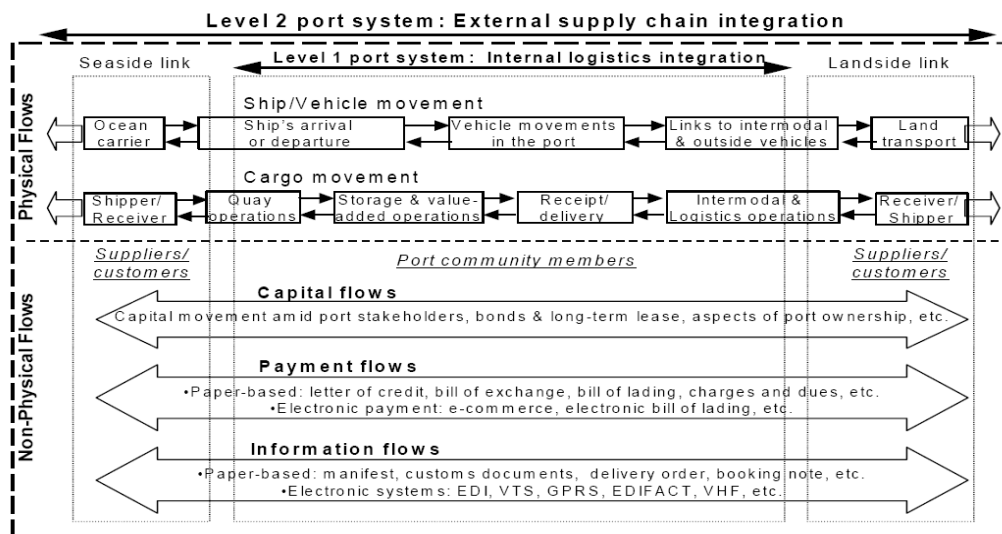 Level 2 port system: External supply chain integration
Seaside link
Level 1 port system: Internal logistics integration
Landside link
Physical Flows
Ship/Vehicle movement
Ocean
carrier
Ship's arrival
or departure
Vehicle movements
in the port
Links to intermodal
& outside vehicles
Land
transport
Cargo movement
Shipper/
Receiver
Quay
operations
Storage & value-
added operations
Receipt/
delivery
Intermodal &
Logistics operations
Receiver/
Shipper
Suppliers/
customers
Port community members
Suppliers/
customers
Non-Physical Flows
Capital flows
Capital movement amid port stakeholders, bonds & long-term lease, aspects of port ownership, etc.
Payment flows
•Paper-based: letter of credit, bill of exchange, bill of lading, charges and dues, etc.
•Electronic payment: e-commerce, electronic bill of lading, etc.
Information flows
•Paper-based: manifest, customs documents, delivery order, booking note, etc.
•Electronic systems: EDI, VTS, GPRS, EDIFACT, VHF, etc.